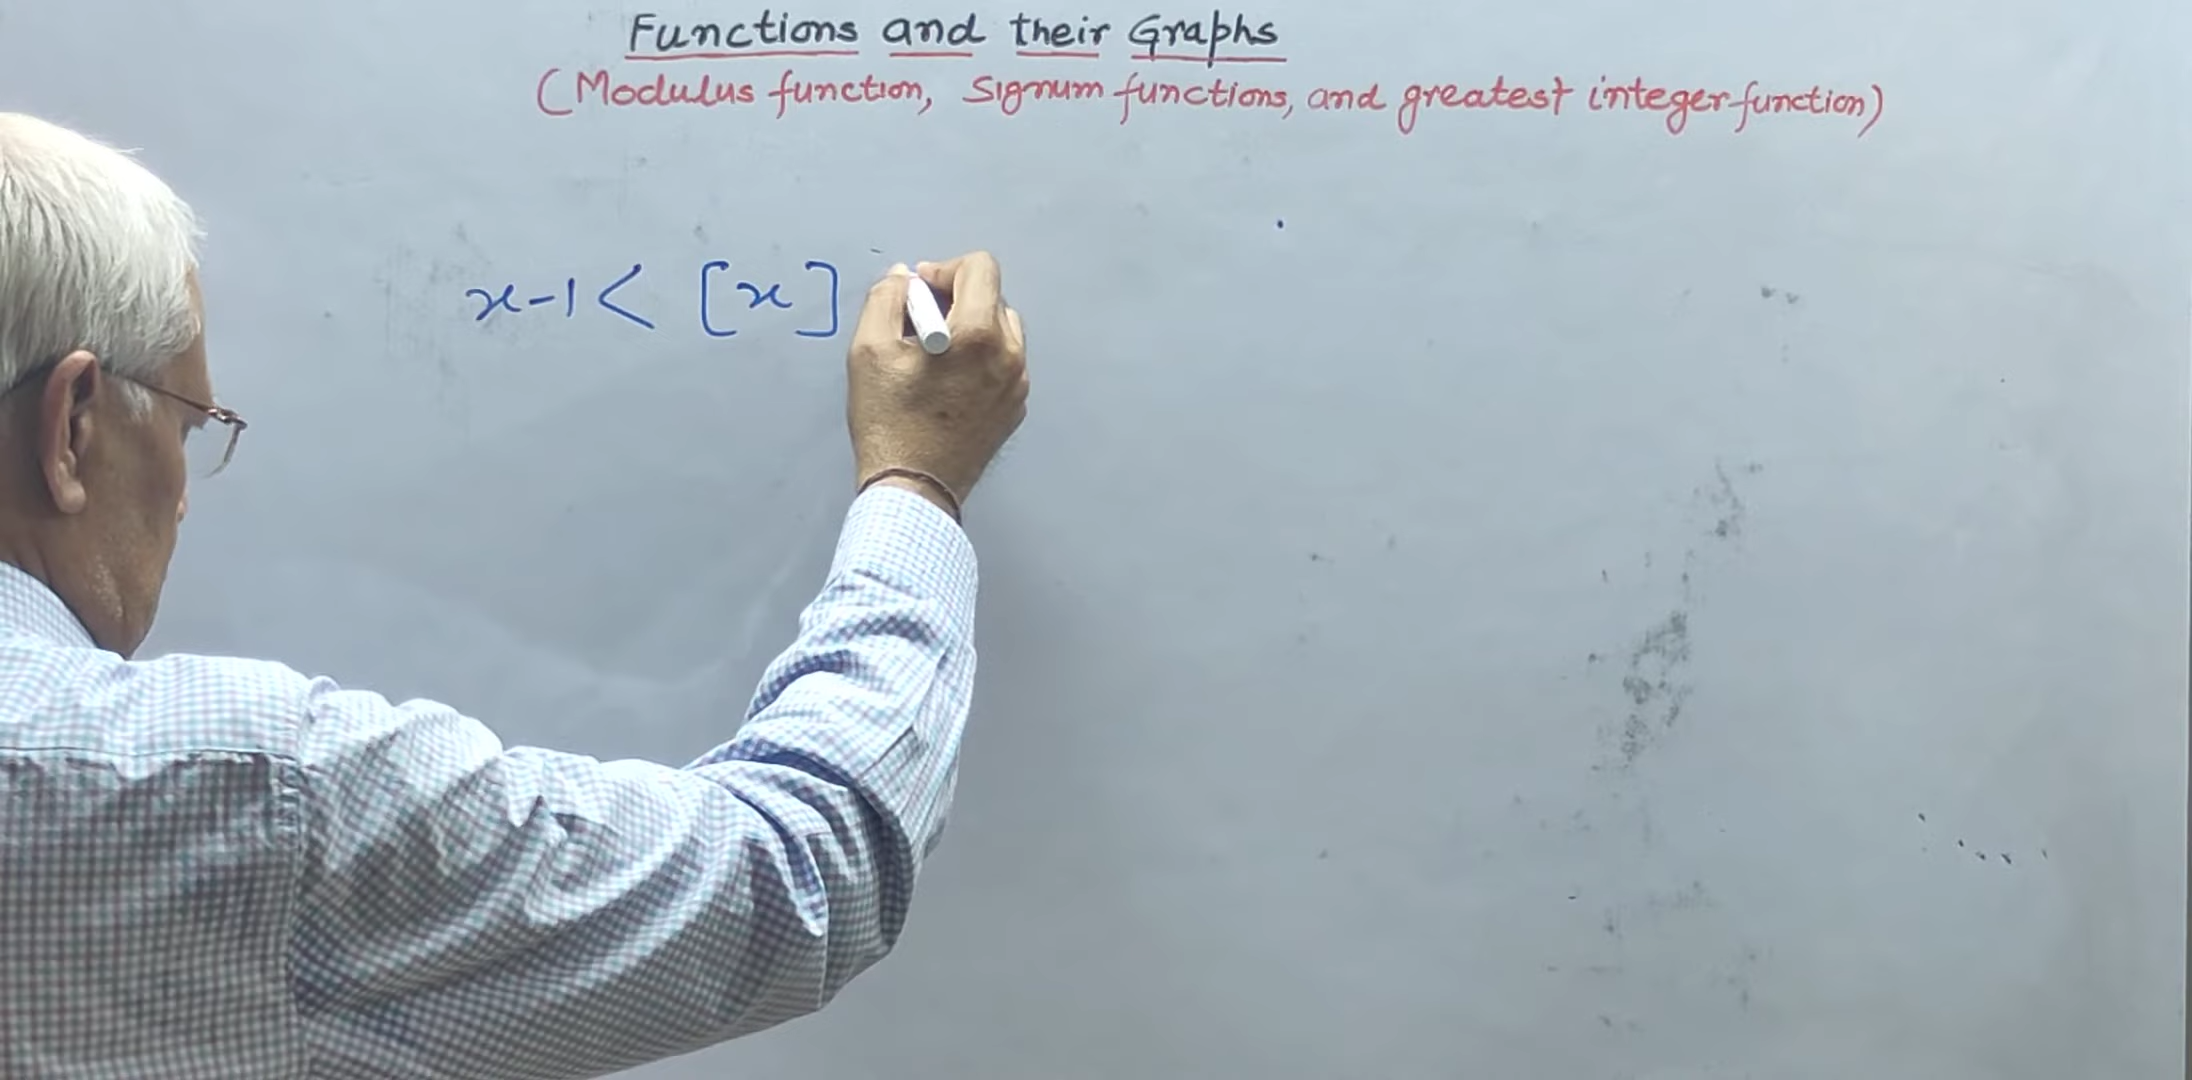 Functions and their Graphs
(Modulus function, Signum functions, and greatest integer function)
x-1 < [x]